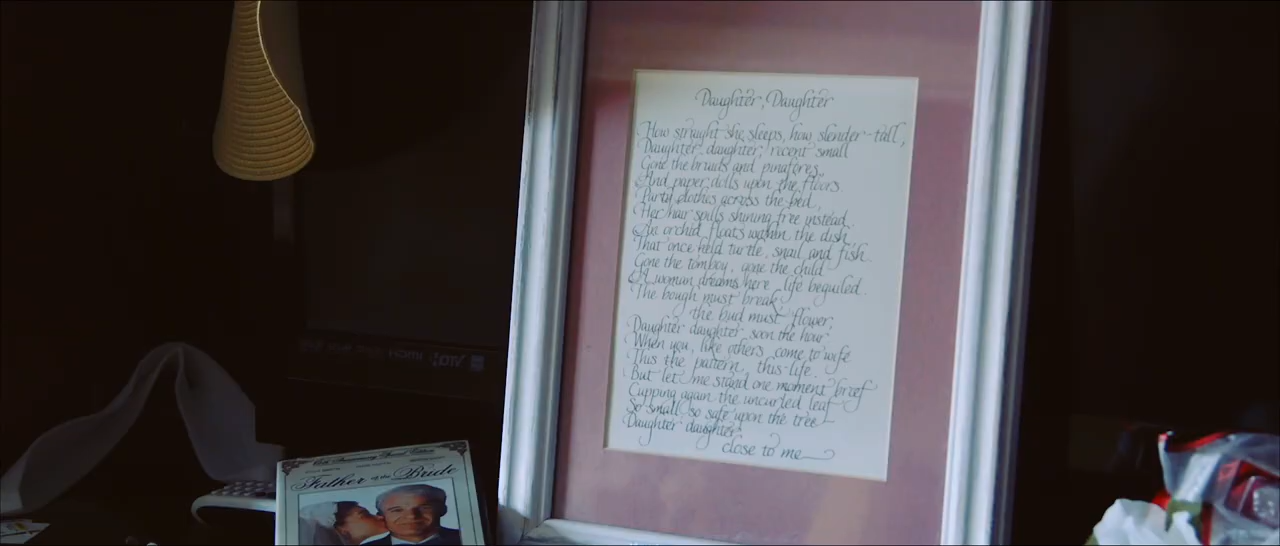 Daughter, Daughter
How straight she sleeps, how slender-tall,
Daughter, daughter, recent small
Gone the braids and pinafores
And paper dolls upon the floors.
Party clothes across the bed,
Her hair spills shining free instead.
An orchid floats within the dish
That once held turtle, snail and fish.
Gone the tomboy, gone the child
A woman dreams here life beguiled.
The bough must break,
the bud must flower,
Daughter daughter soon the hour
When you, like others come to wife
This the pattern, this life.
But let me stand one moment brief
Cupping again the uncurled leaf
So small, so safe upon the tree
Daughter daughter
close to me
Anniversary Special Edition
Father of the Bride